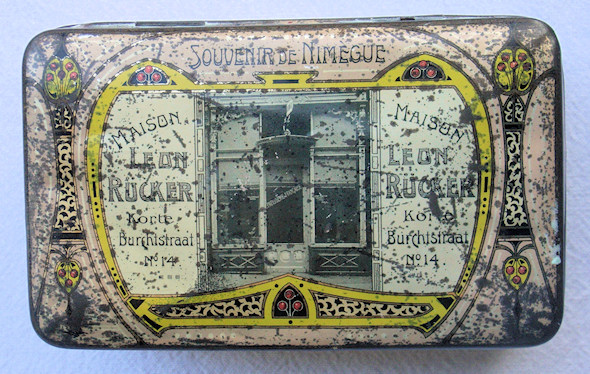 SOUVENIR DE NIMEGUE
MAISON
LEON
RUCKER
Korte
Burchtstraat
No 14
MAISON
LEON
RUCKER
Korte
Burchtstraat
No 14